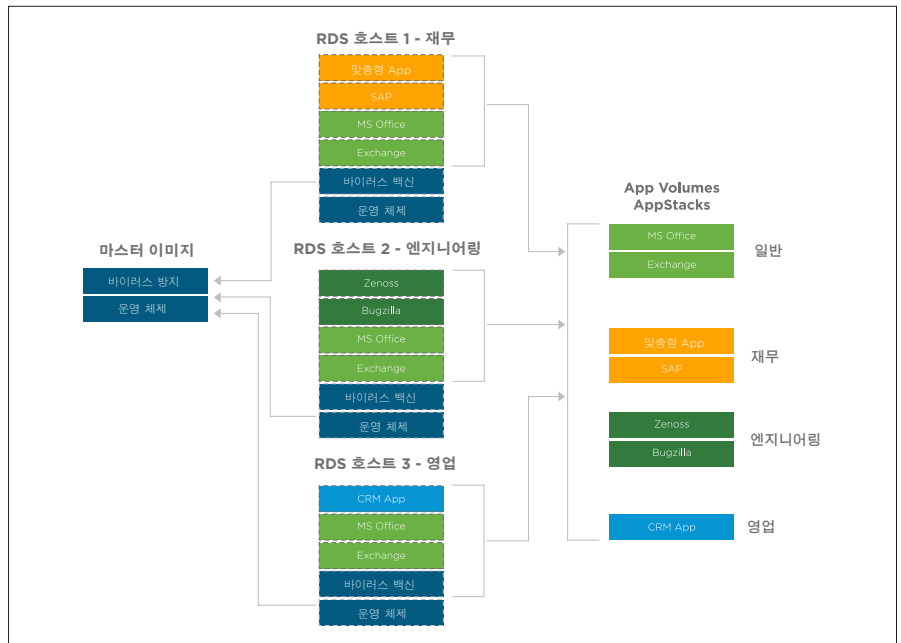 RDS 호스트 1 - 재무
맞춤형 App
SAP
MS Office
Exchange
바이러스 백신
운영 체제
마스터 이미지
바이러스 방지
운영 체제
RDS 호스트 2 - 엔지니어링
Zenoss
Bugzilla
MS Office
Exchange
바이러스 백신
운영 체제
RDS 호스트 3 - 영업
CRM App
MS Office
Exchange
바이러스 백신
운영 체제
App Volumes
AppStacks
MS Office
Exchange
일반
맞춤형 App
SAP
재무
Zenoss
Bugzilla
엔지니어링
CRM App
영업